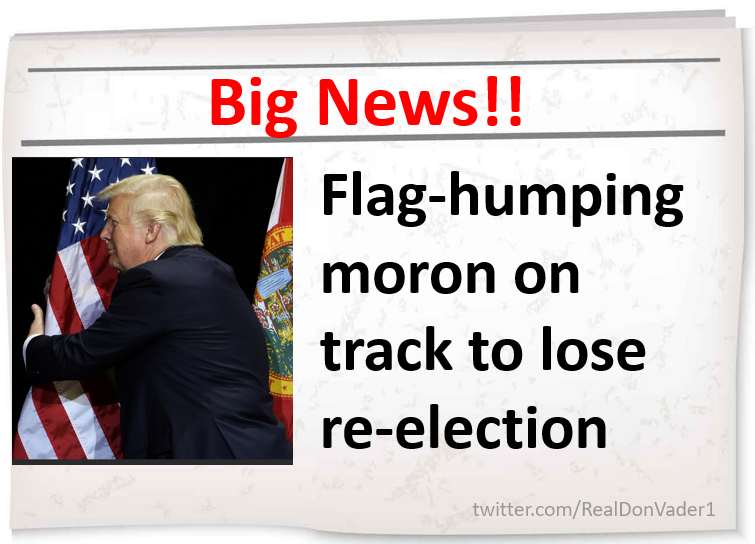 Big News!!
Flag-humping
moron on
track to lose
re-election
twitter.com/RealDonVader1